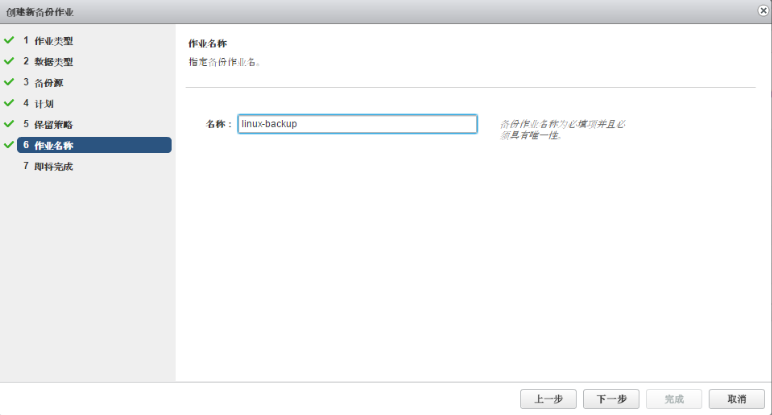 创建新备份作业
1 作业类型
2 数据类型
3 备份源
4 计划
5 保留策略
6 作业名称
7 即将完成
作业名称
指定备份作业名。
名称： linux-backup
备份作业名称为必填项并且必
须具有唯一性。
上一步 下一步 完成 取消